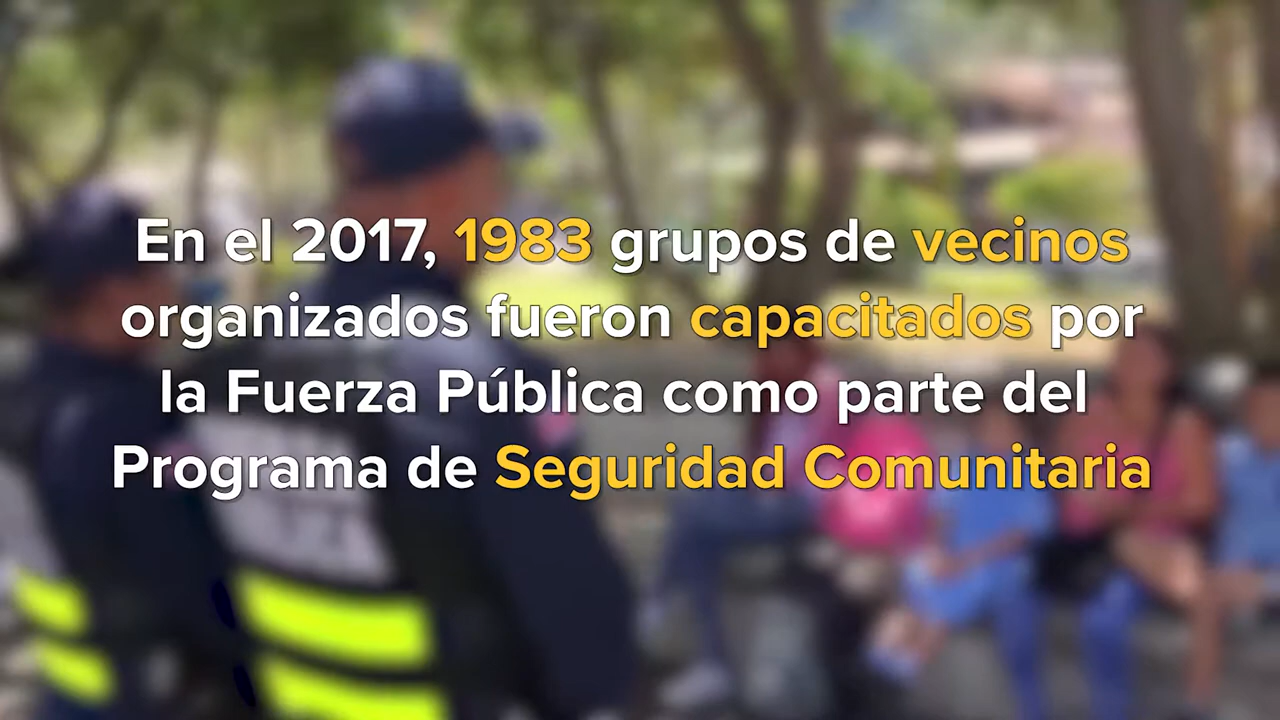 En el 2017, 1983 grupos de vecinos
organizados fueron capacitados por
la Fuerza Pública como parte del
Programa de Seguridad Comunitaria